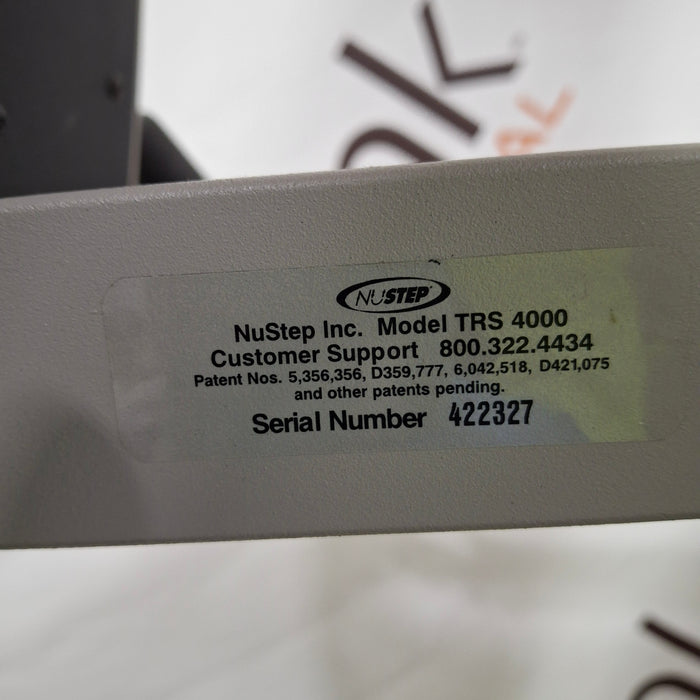 NUSTEP
NuStep Inc. Model TRS 4000
Customer Support 800.322.4434
Patent Nos. 5,356,356, D359,777, 6,042,518, D421,075
and other patents pending.
Serial Number 422327